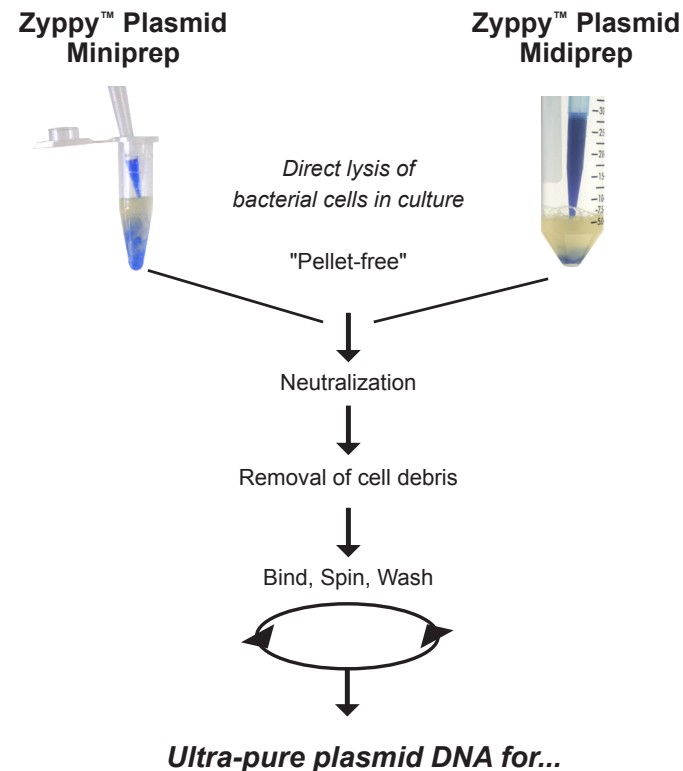 Zyppy™ Plasmid
Miniprep
Zyppy™ Plasmid
Midiprep
Direct lysis of
bacterial cells in culture
"Pellet-free"
Neutralization
Removal of cell debris
Bind, Spin, Wash
Ultra-pure plasmid DNA for...